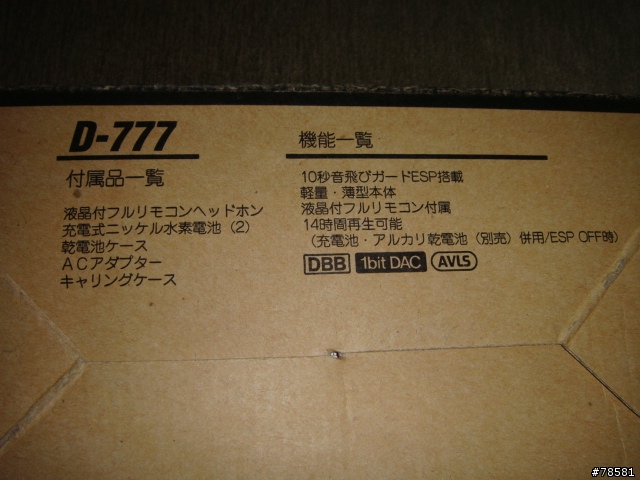 D-777
付属品一覧
液晶付フルリモコンヘッドホン
充電式ニッケル水素電池（2）
乾電池ケース
ACアダプター
キャリングケース
機能一覧
10秒音飛びガードESP搭載
軽量・薄型本体
液晶付フルリモコン付属
14時間再生可能
（充電池・アルカリ乾電池（別売）併用/ESP OFF時）
DBB 1bit DAC AVLS
#78581